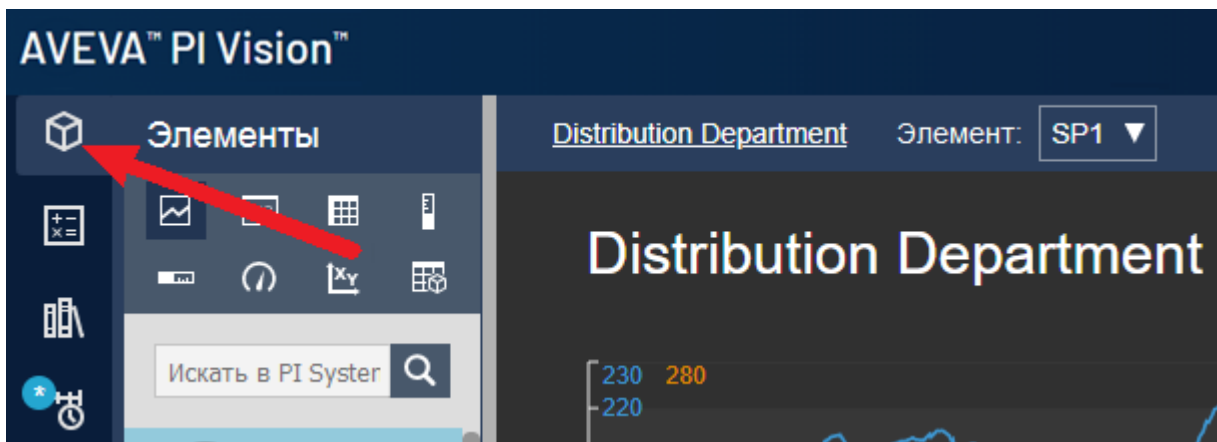 AVEVA™ PI Vision™
Элементы
Distribution Department Элемент: SP1 ▼
Distribution Department
Искать в PI Syster
230 280
220